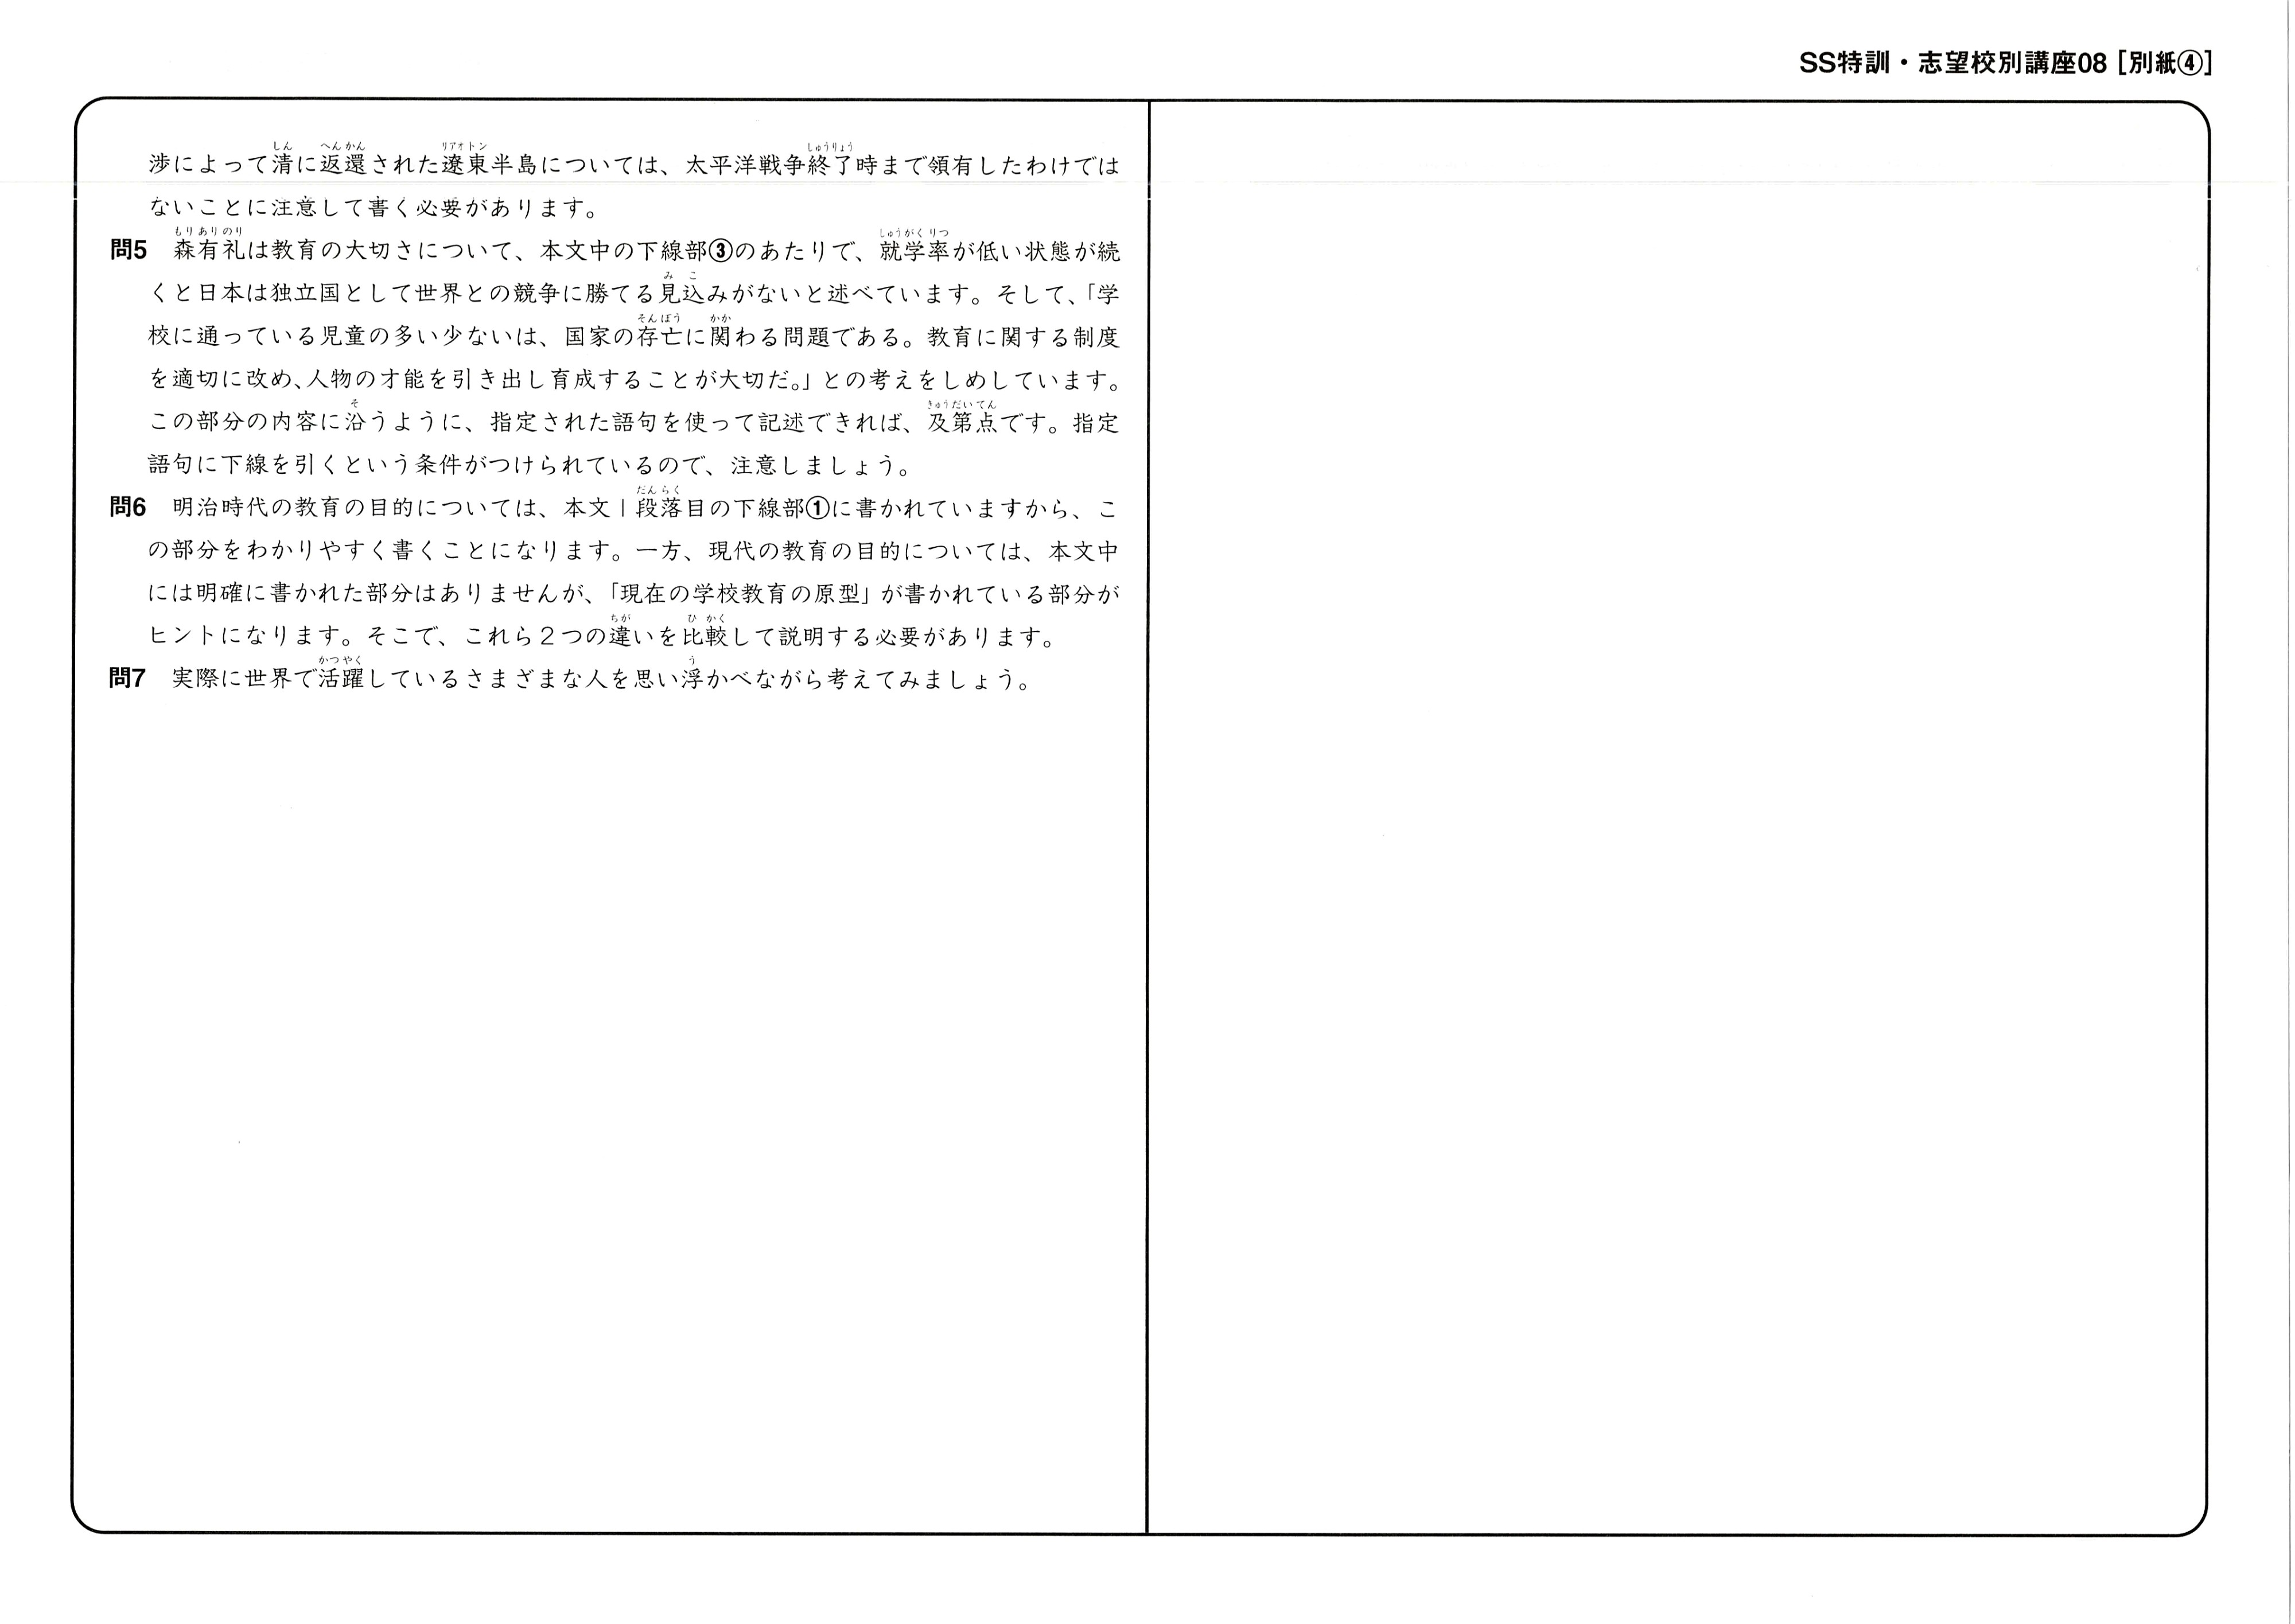 SS特訓・志望校別講座08［別紙④］
渉によって清に返還された遼東半島については、太平洋戦争終了時まで領有したわけでは
ないことに注意して書く必要があります。
問5　森有礼は教育の大切さについて、本文中の下線部③のあたりで、就学率が低い状態が続
くと日本は独立国として世界との競争に勝てる見込みがないと述べています。そして、「学
校に通っている児童の多い少ないは、国家の存亡に関わる問題である。教育に関する制度
を適切に改め、人物の才能を引き出し育成することが大切だ。」との考えをしめしています。
この部分の内容に沿うように、指定された語句を使って記述できれば、及第点です。指定
語句に下線を引くという条件がつけられているので、注意しましょう。
問6　明治時代の教育の目的については、本文1段落目の下線部①に書かれていますから、こ
の部分をわかりやすく書くことになります。一方、現代の教育の目的については、本文中
には明確に書かれた部分はありませんが、「現在の学校教育の原型」が書かれている部分が
ヒントになります。そこで、これら2つの違いを比較して説明する必要があります。
問7　実際に世界で活躍しているさまざまな人を思い浮かべながら考えてみましょう。